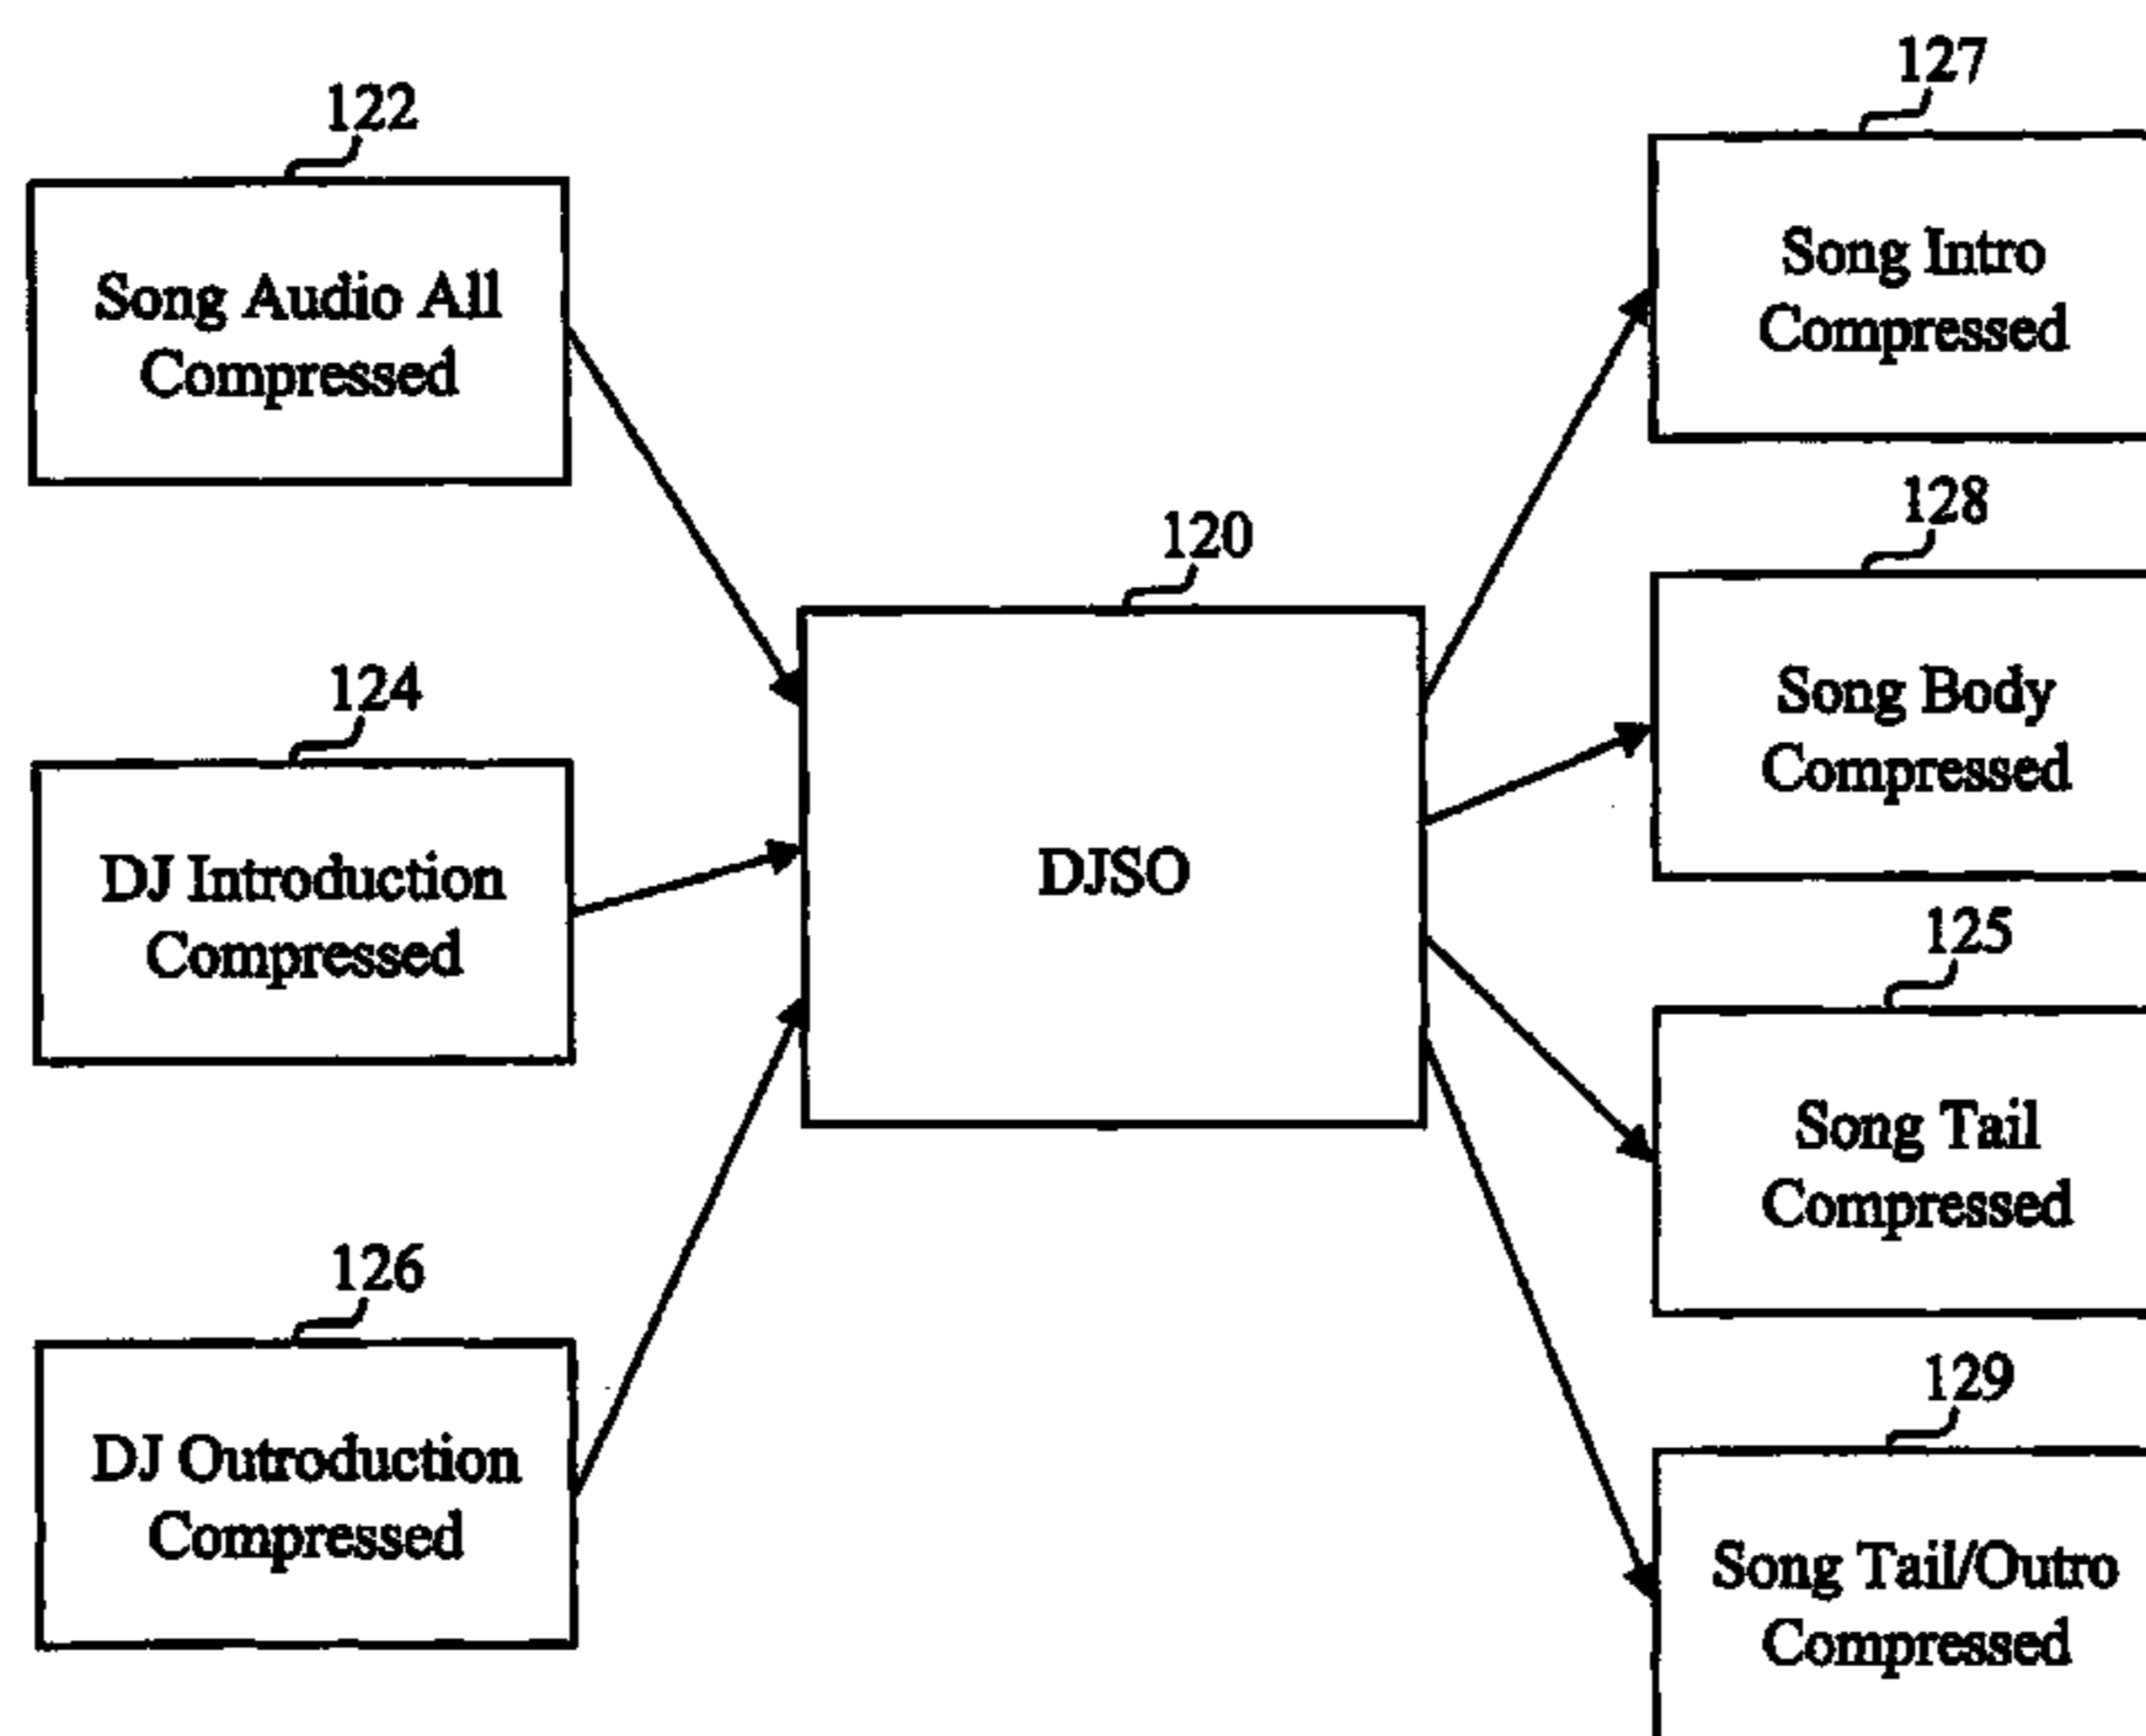 122
Song Audio All
Compressed
124
DJ Introduction
Compressed
126
DJ Outroduction
Compressed
120
DJSO
127
Song Intro
Compressed
128
Song Body
Compressed
125
Song Tail
Compressed
129
Song Tail/Outro
Compressed